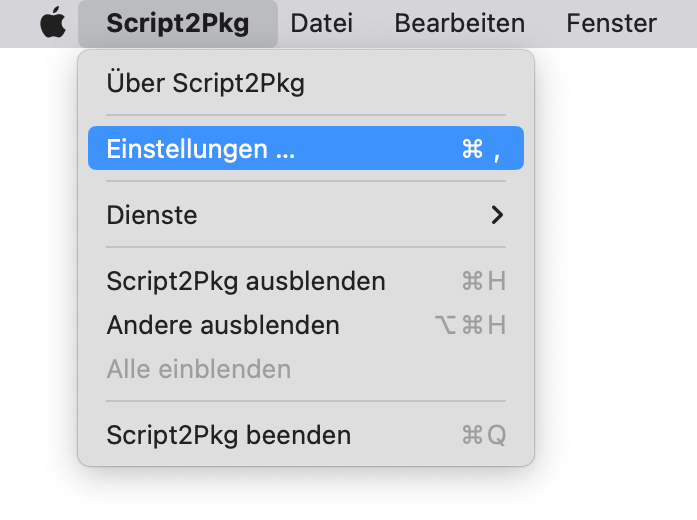 Script2Pkg Datei Bearbeiten Fenster
Über Script2Pkg
Einstellungen ... ⌘ ,
Dienste
Script2Pkg ausblenden ⌘H
Andere ausblenden ⌥⌘H
Alle einblenden
Script2Pkg beenden ⌘Q